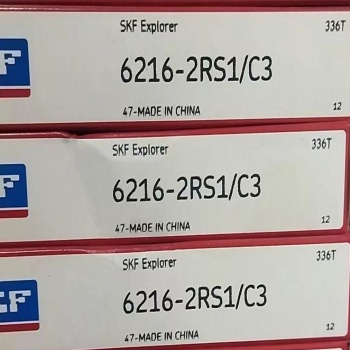 SKF Explorer 336T
F 6216-2RS1/C3
47-MADE IN CHINA 12
SKF Explorer 336T
F 6216-2RS1/C3
47-MADE IN CHINA 12
SKF Explorer 336T
KF 6216-2RS1/C3
47-MADE IN CHINA 12